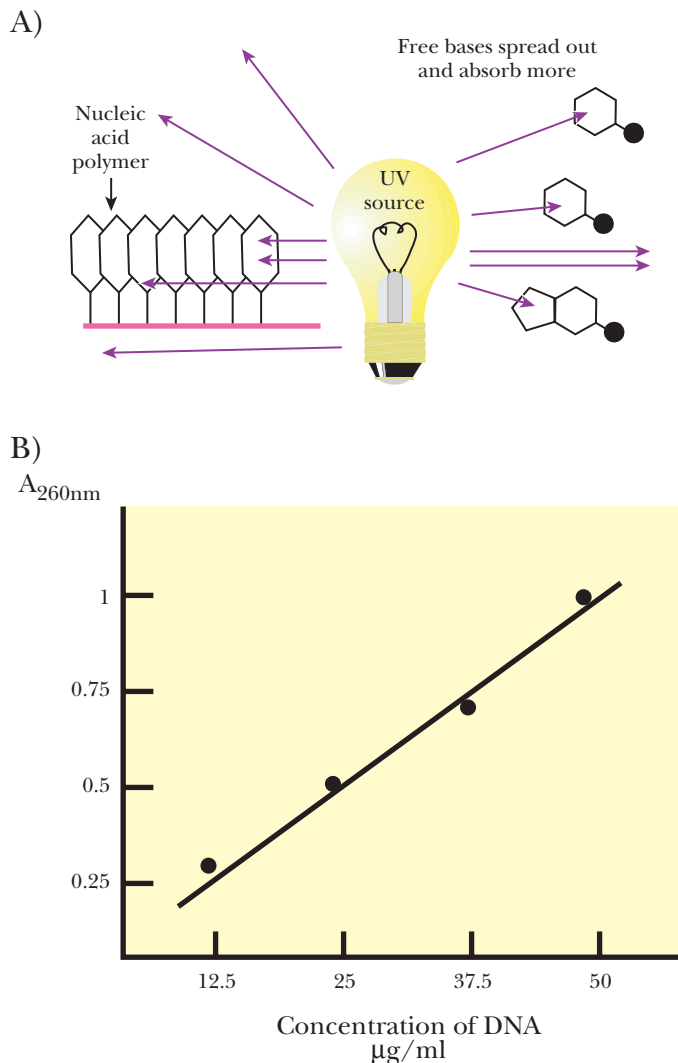 A)
Free bases spread out
and absorb more
Nucleic
acid
polymer
UV
source
B)
A260nm
1
0.75
0.5
0.25
12.5
25
37.5
50
Concentration of DNA
μg/ml